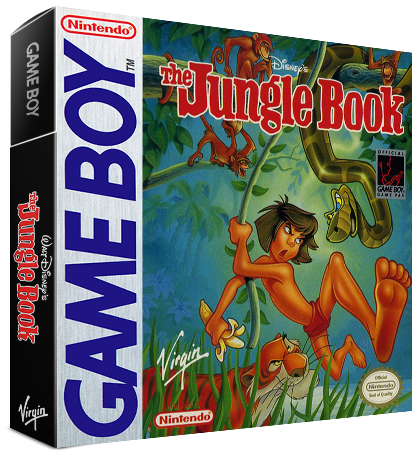 GAME BOY
WALT DISNEY'S
The Jungle Book
Virgin
Nintendo
GAME BOY™
DISNEY'S
The Jungle Book
OFFICIAL
GAME BOY
GAME PAK
Virgin
Nintendo
Official
Nintendo
Seal of Quality